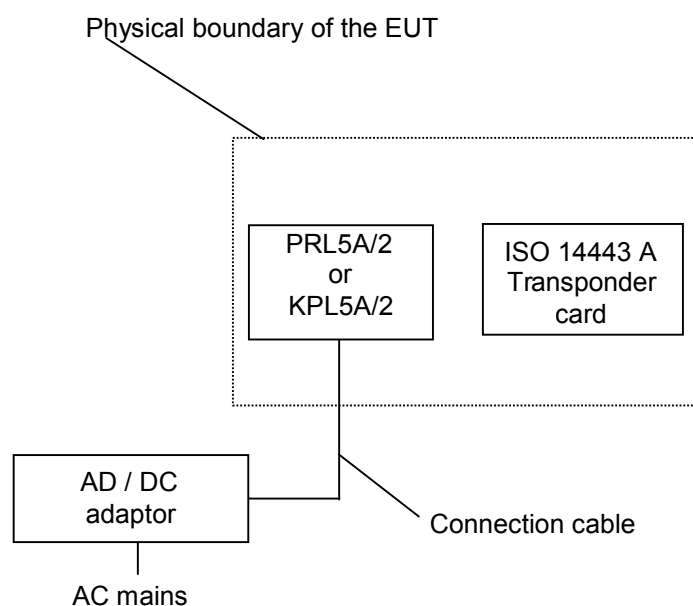 Physical boundary of the EUT
PRL5A/2
or
KPL5A/2
ISO 14443 A
Transponder
card
AD / DC
adaptor
Connection cable
AC mains